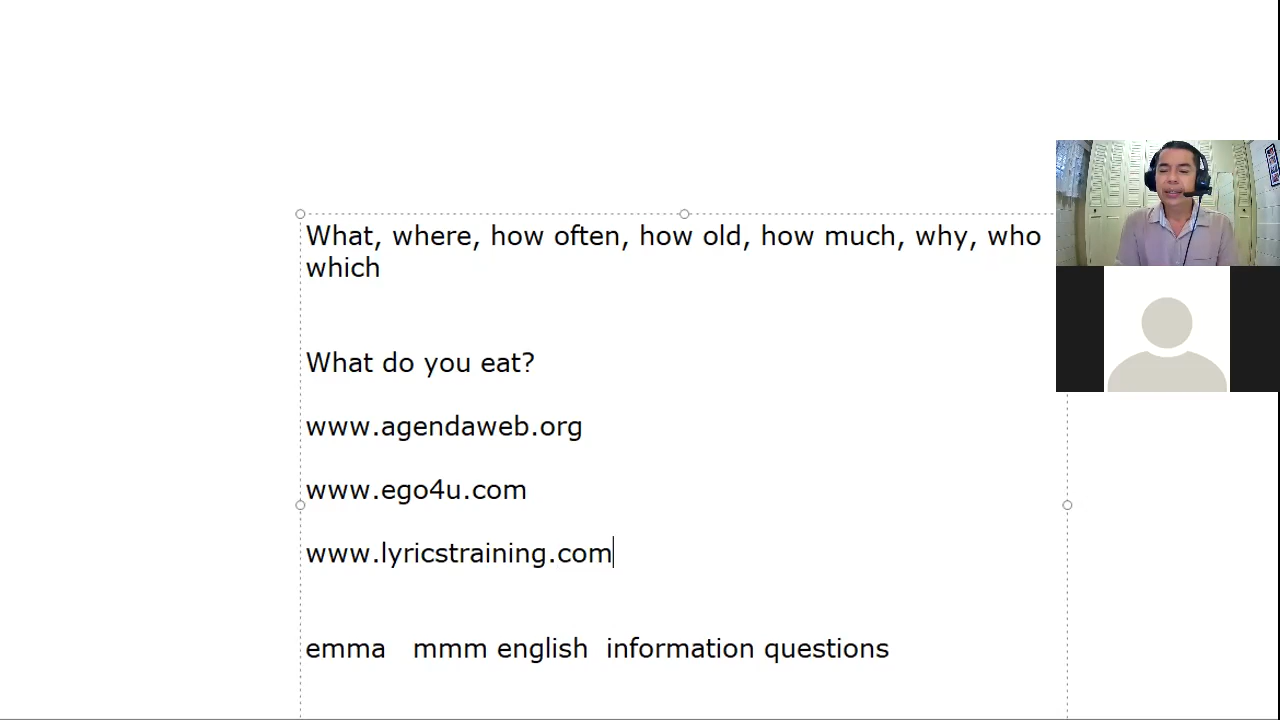 What, where, how often, how old, how much, why, who
which
What do you eat?
www.agendaweb.org
www.ego4u.com
www.lyricstraining.com
emma mmm english information questions